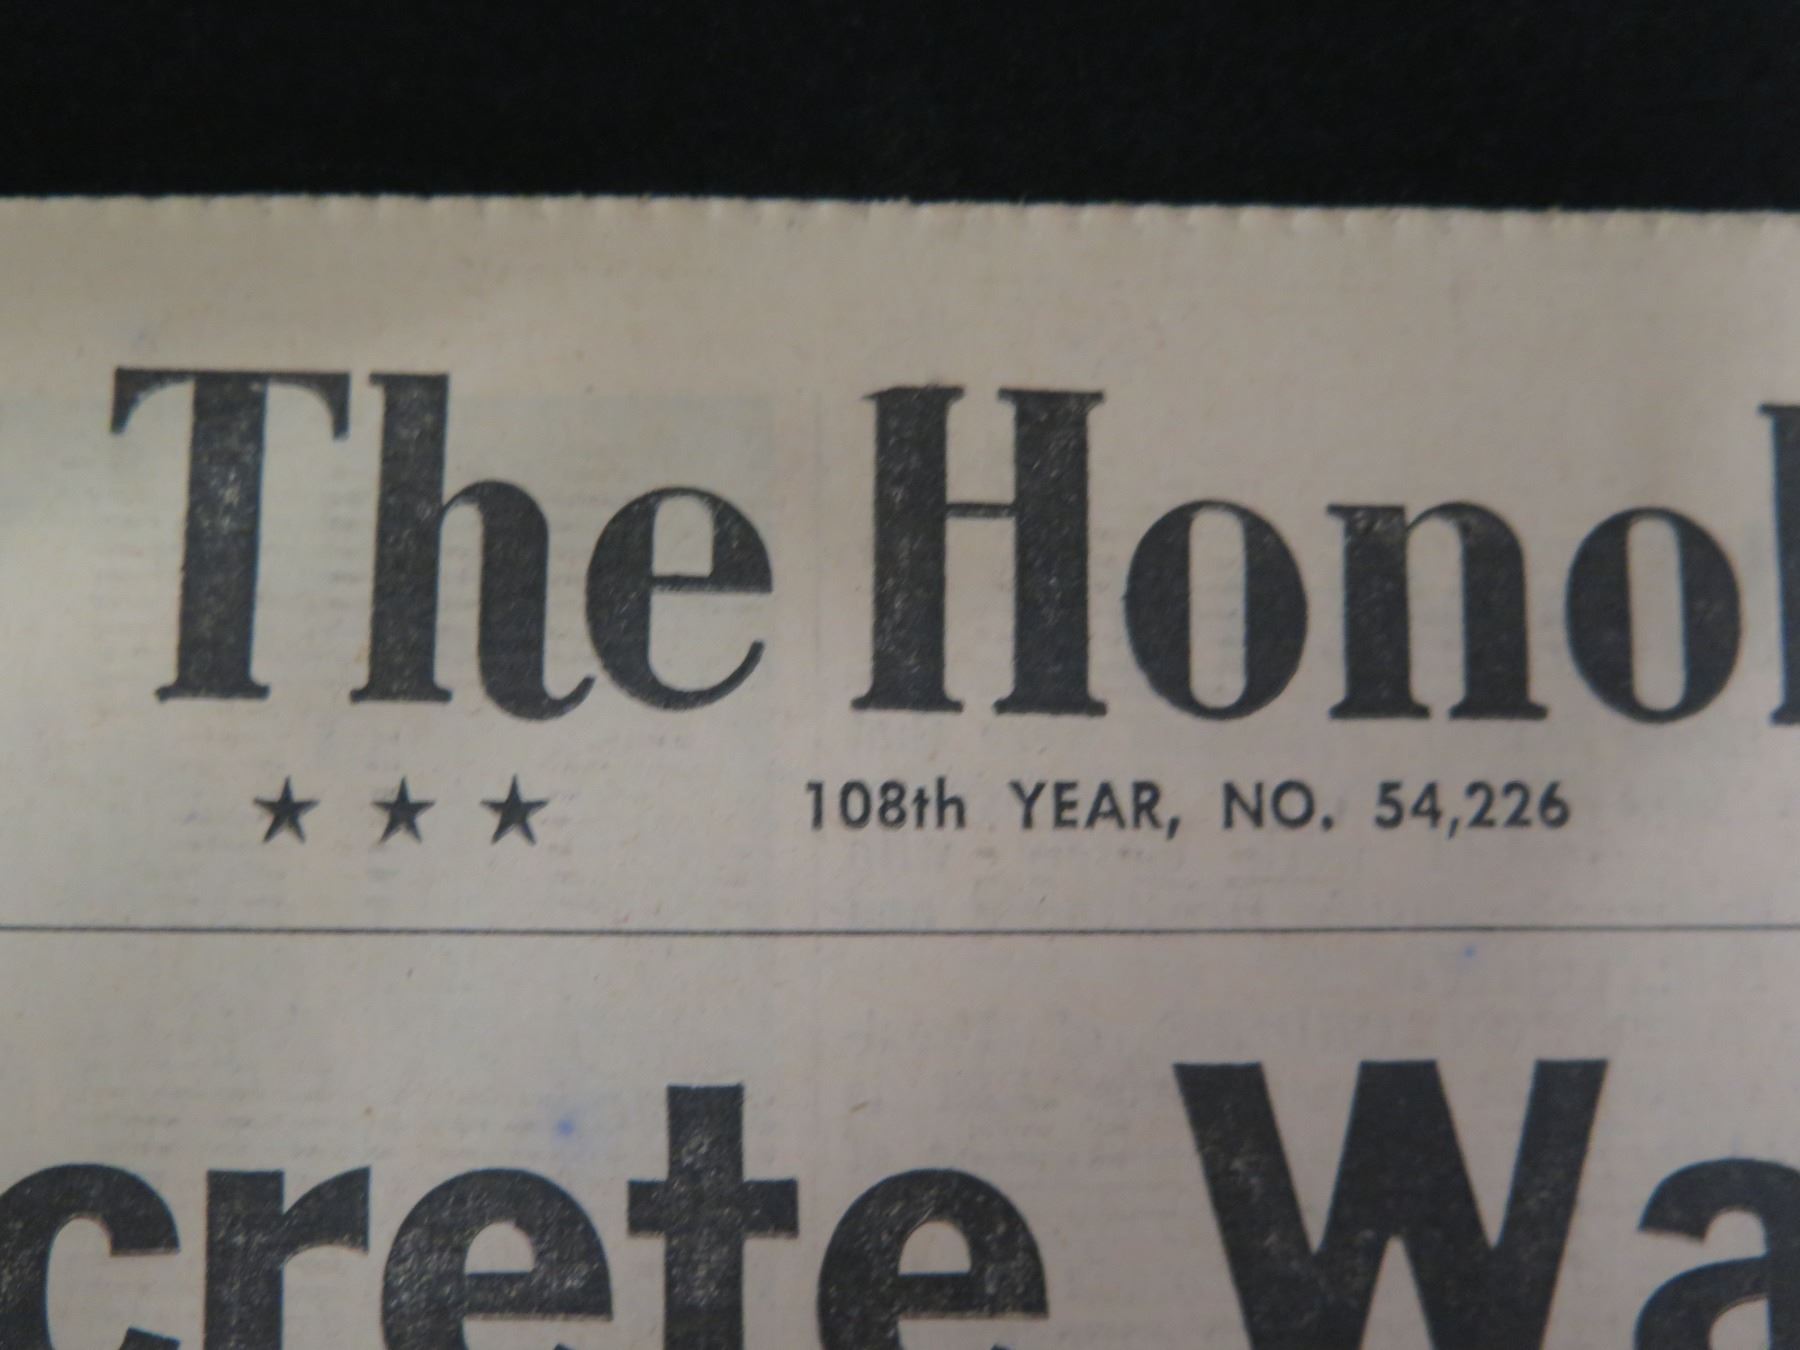 The Honol
★ ★ ★ 108th YEAR, NO. 54,226
crete Wa